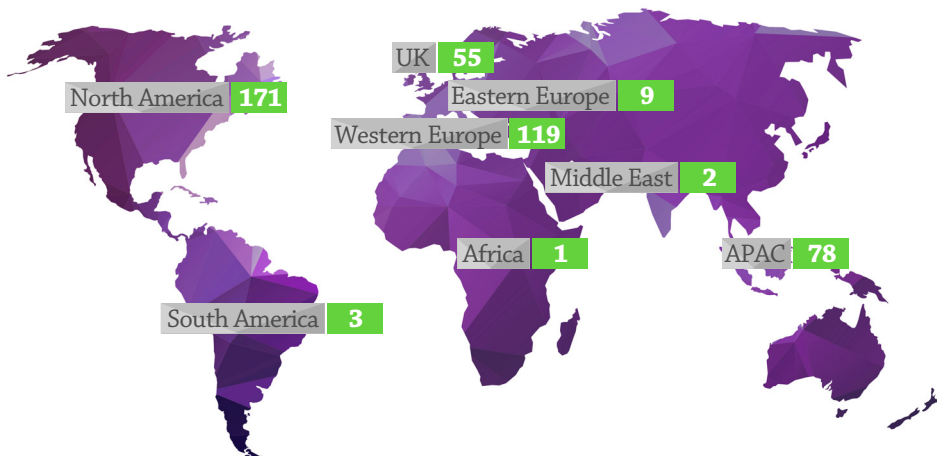 UK 55
North America 171
Eastern Europe 9
Western Europe 119
Middle East 2
Africa 1
APAC 78
South America 3